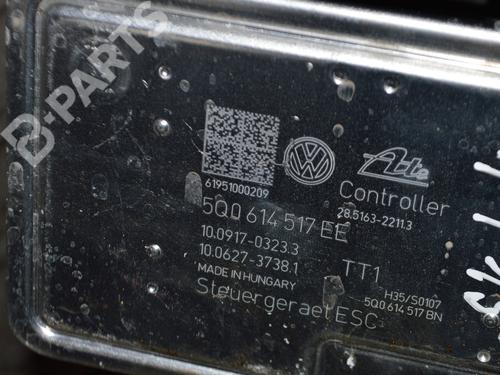 B-PARTS
61951000209
Ate
Controller
28.5163-2211.3
5Q0 614 517 EE
10.0917-0323.3
10.0627-3738.1
TT1
MADE IN HUNGARY
H35/S0107
5Q0 614 517 BN
Steuergeraet ESC